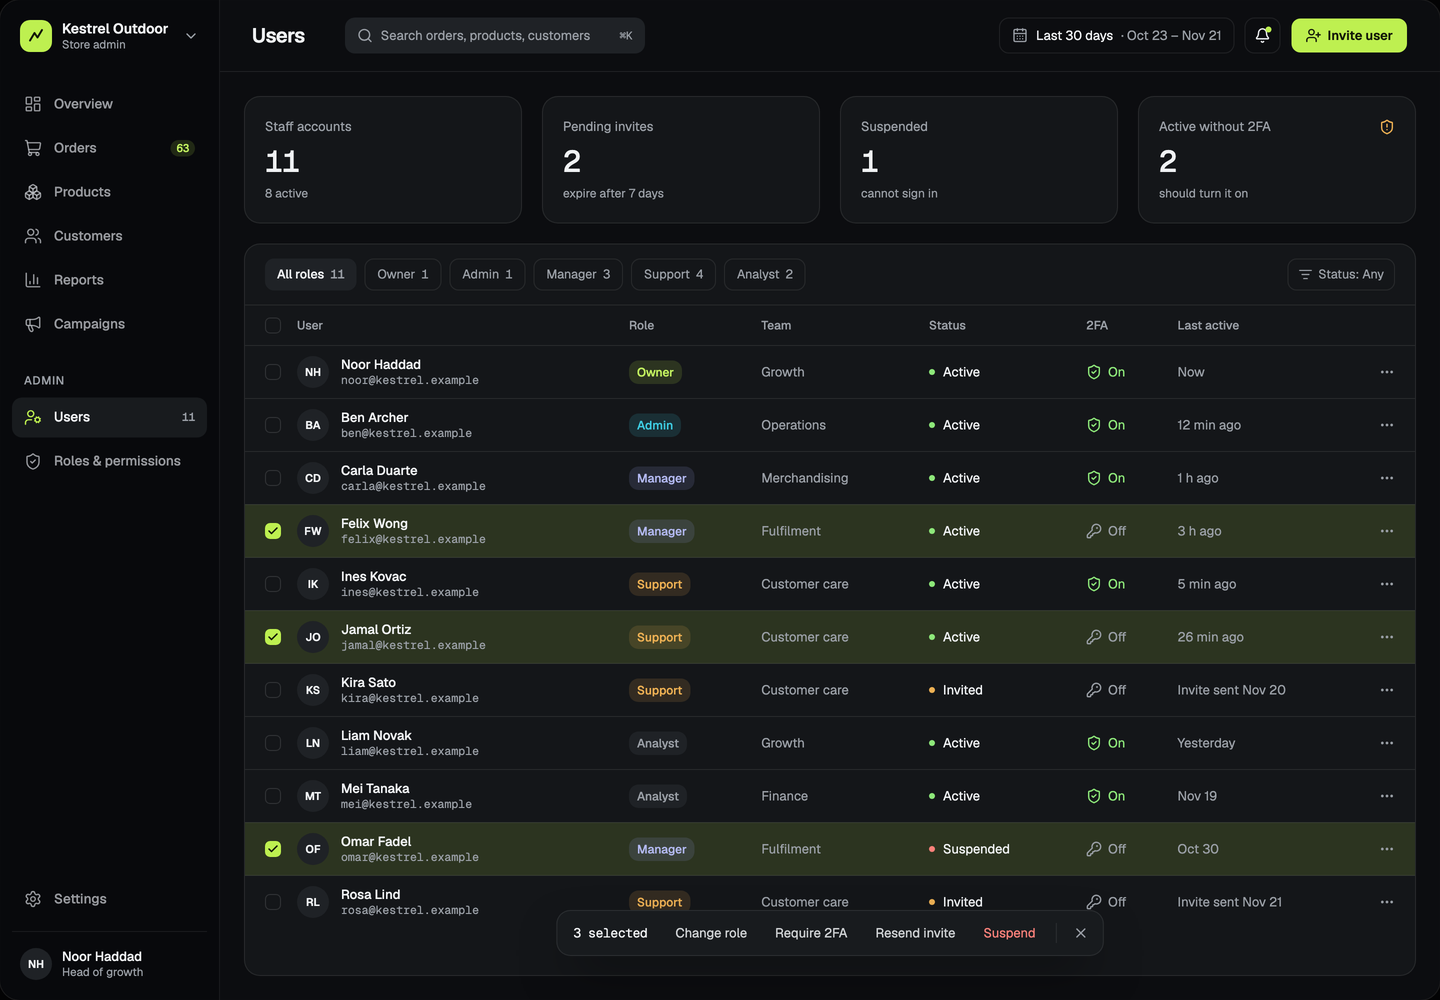 Kestrel Outdoor
Store admin
Overview
Orders 63
Products
Customers
Reports
Campaigns
ADMIN
Users 11
Roles & permissions
Settings
NH Noor Haddad
Head of growth
Users
Search orders, products, customers ⌘K
Last 30 days · Oct 23 – Nov 21
Invite user
Staff accounts
11
8 active
Pending invites
2
expire after 7 days
Suspended
1
cannot sign in
Active without 2FA
2
should turn it on
All roles 11 Owner 1 Admin 1 Manager 3 Support 4 Analyst 2 Status: Any
User Role Team Status 2FA Last active
NH Noor Haddad Owner Growth Active On Now
noor@kestrel.example
BA Ben Archer Admin Operations Active On 12 min ago
ben@kestrel.example
CD Carla Duarte Manager Merchandising Active On 1 h ago
carla@kestrel.example
FW Felix Wong Manager Fulfilment Active Off 3 h ago
felix@kestrel.example
IK Ines Kovac Support Customer care Active On 5 min ago
ines@kestrel.example
JO Jamal Ortiz Support Customer care Active Off 26 min ago
jamal@kestrel.example
KS Kira Sato Support Customer care Invited Off Invite sent Nov 20
kira@kestrel.example
LN Liam Novak Analyst Growth Active On Yesterday
liam@kestrel.example
MT Mei Tanaka Analyst Finance Active On Nov 19
mei@kestrel.example
OF Omar Fadel Manager Fulfilment Suspended Off Oct 30
omar@kestrel.example
RL Rosa Lind Support Customer care Invited Off Invite sent Nov 21
rosa@kestrel.example
3 selected Change role Require 2FA Resend invite Suspend